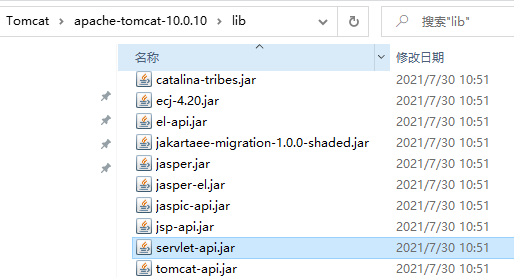 Tomcat › apache-tomcat-10.0.10 › lib
搜索"lib"
名称 修改日期
catalina-tribes.jar 2021/7/30 10:51
ecj-4.20.jar 2021/7/30 10:51
el-api.jar 2021/7/30 10:51
jakartaee-migration-1.0.0-shaded.jar 2021/7/30 10:51
jasper.jar 2021/7/30 10:51
jasper-el.jar 2021/7/30 10:51
jaspic-api.jar 2021/7/30 10:51
jsp-api.jar 2021/7/30 10:51
servlet-api.jar 2021/7/30 10:51
tomcat-api.jar 2021/7/30 10:51